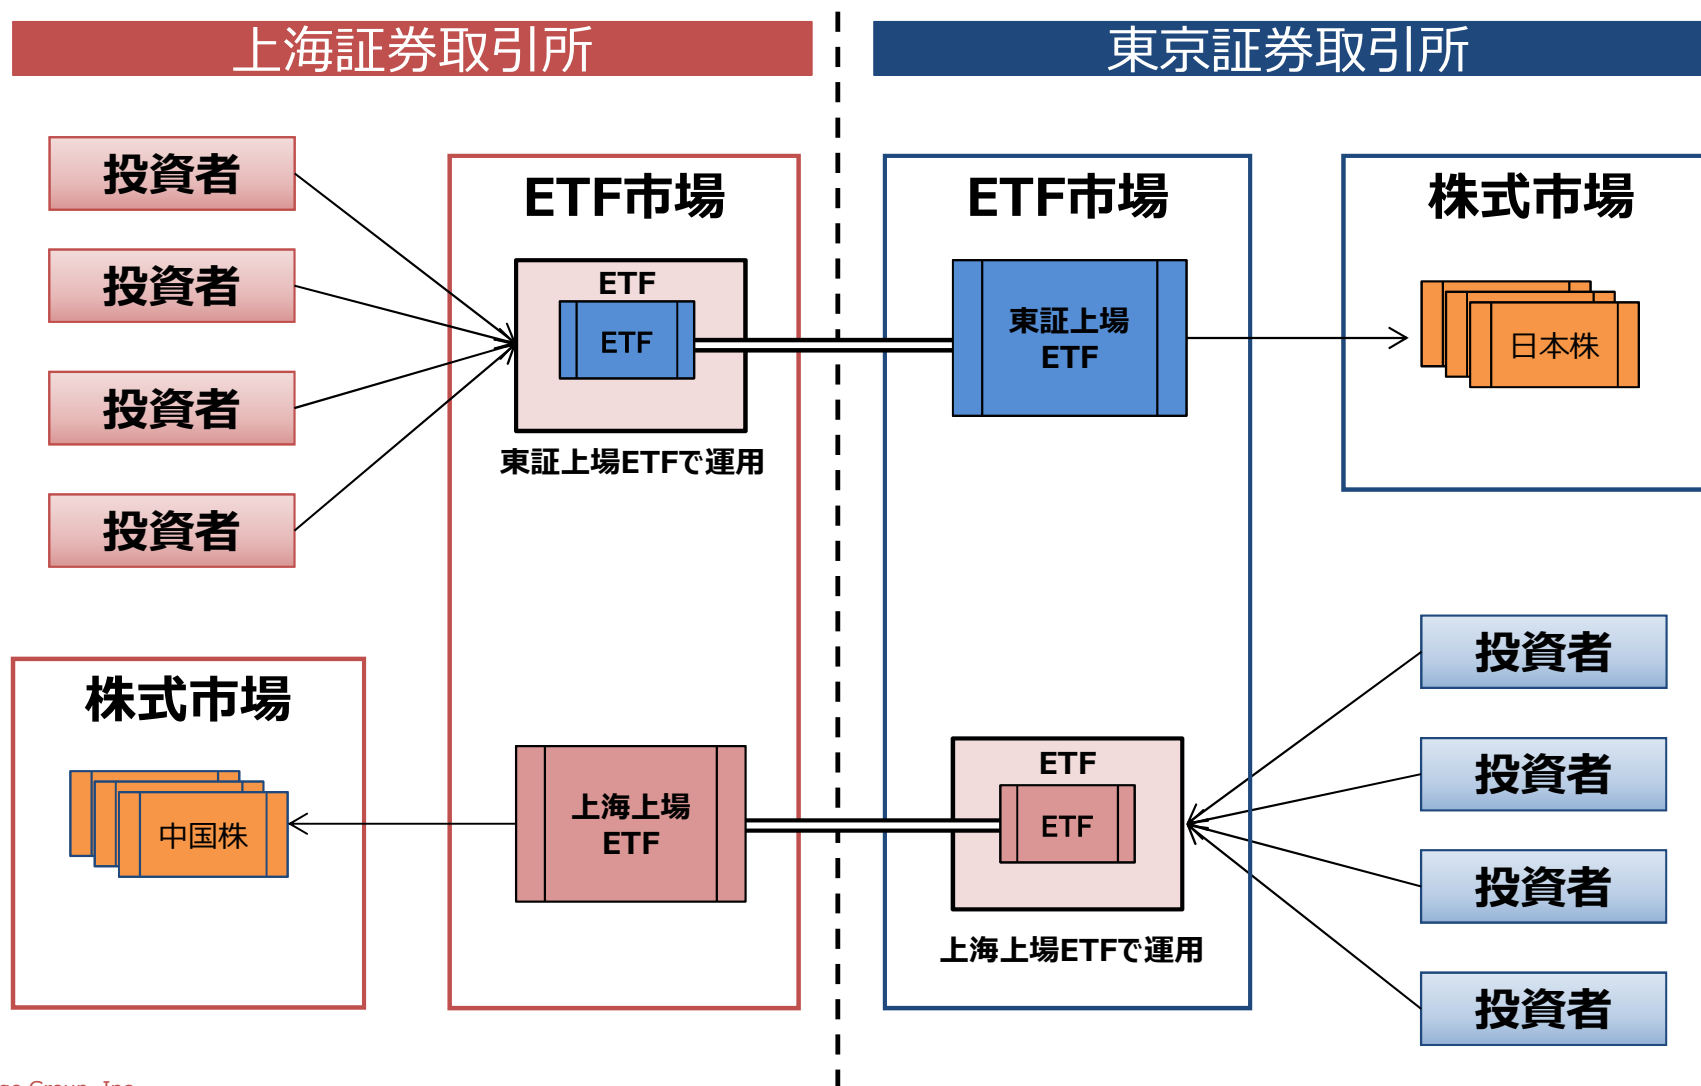 上海証券取引所
東京証券取引所
投資者
投資者
投資者
投資者
ETF市場
ETF
ETF
東証上場ETFで運用
ETF市場
東証上場
ETF
株式市場
日本株
株式市場
中国株
上海上場
ETF
ETF
ETF
上海上場ETFで運用
投資者
投資者
投資者
投資者
Group, Inc